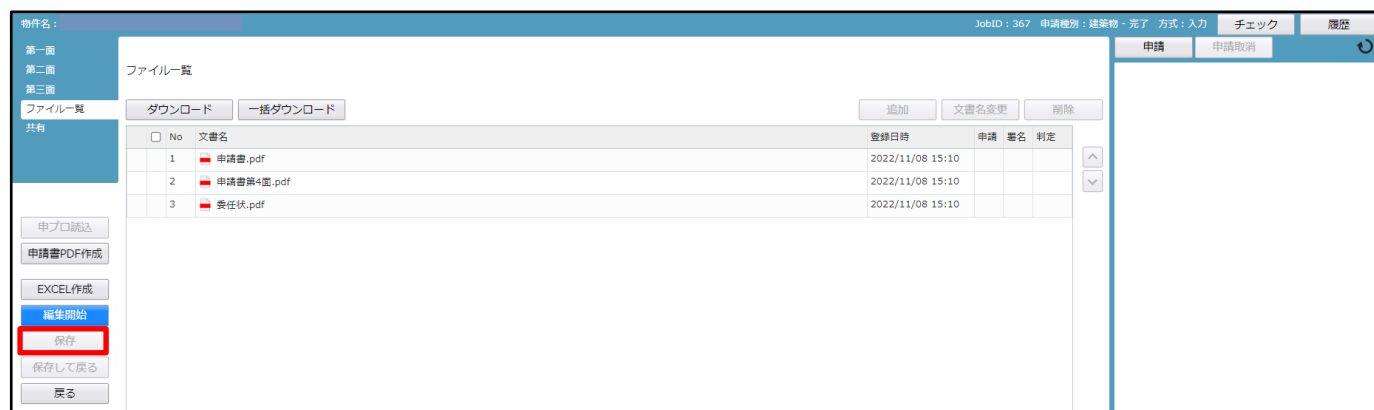 物件名：
JobID：367 申請種別：建築物 - 完了 方式：入力 チェック 履歴
第一面
第二面
第三面
ファイル一覧
共有
申請 申請取消
ファイル一覧
ダウンロード 一括ダウンロード 追加 文書名変更 削除
No 文書名 登録日時 申請 署名 判定
1 申請書.pdf 2022/11/08 15:10
2 申請書第4面.pdf 2022/11/08 15:10
3 委任状.pdf 2022/11/08 15:10
申プロ読込
申請書PDF作成
EXCEL作成
編集開始
保存
保存して戻る
戻る